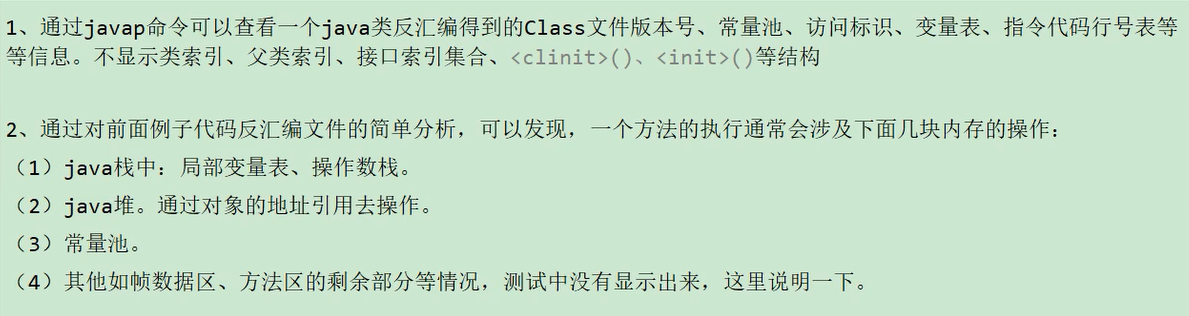 1、通过javap命令可以查看一个java类反汇编得到的Class文件版本号、常量池、访问标识、变量表、指令代码行号表等
等信息。不显示类索引、父类索引、接口索引集合、<clinit>()、<init>()等结构
2、通过对前面例子代码反汇编文件的简单分析，可以发现，一个方法的执行通常会涉及下面几块内存的操作：
（1）java栈中：局部变量表、操作数栈。
（2）java堆。通过对象的地址引用去操作。
（3）常量池。
（4）其他如帧数据区、方法区的剩余部分等情况，测试中没有显示出来，这里说明一下。